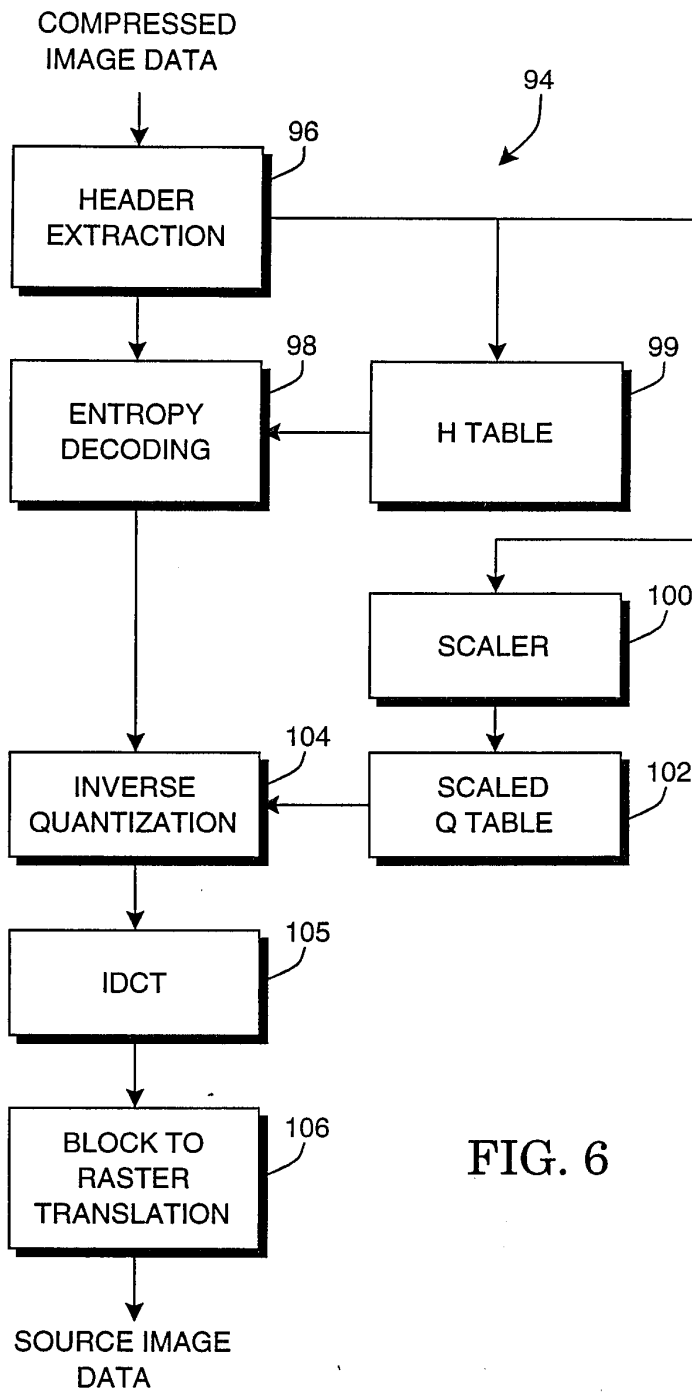 COMPRESSED
IMAGE DATA
94
96
HEADER
EXTRACTION
98
99
ENTROPY
DECODING
H TABLE
100
SCALER
104
102
INVERSE
QUANTIZATION
SCALED
Q TABLE
105
IDCT
106
BLOCK TO
RASTER
TRANSLATION
FIG. 6
SOURCE IMAGE
DATA